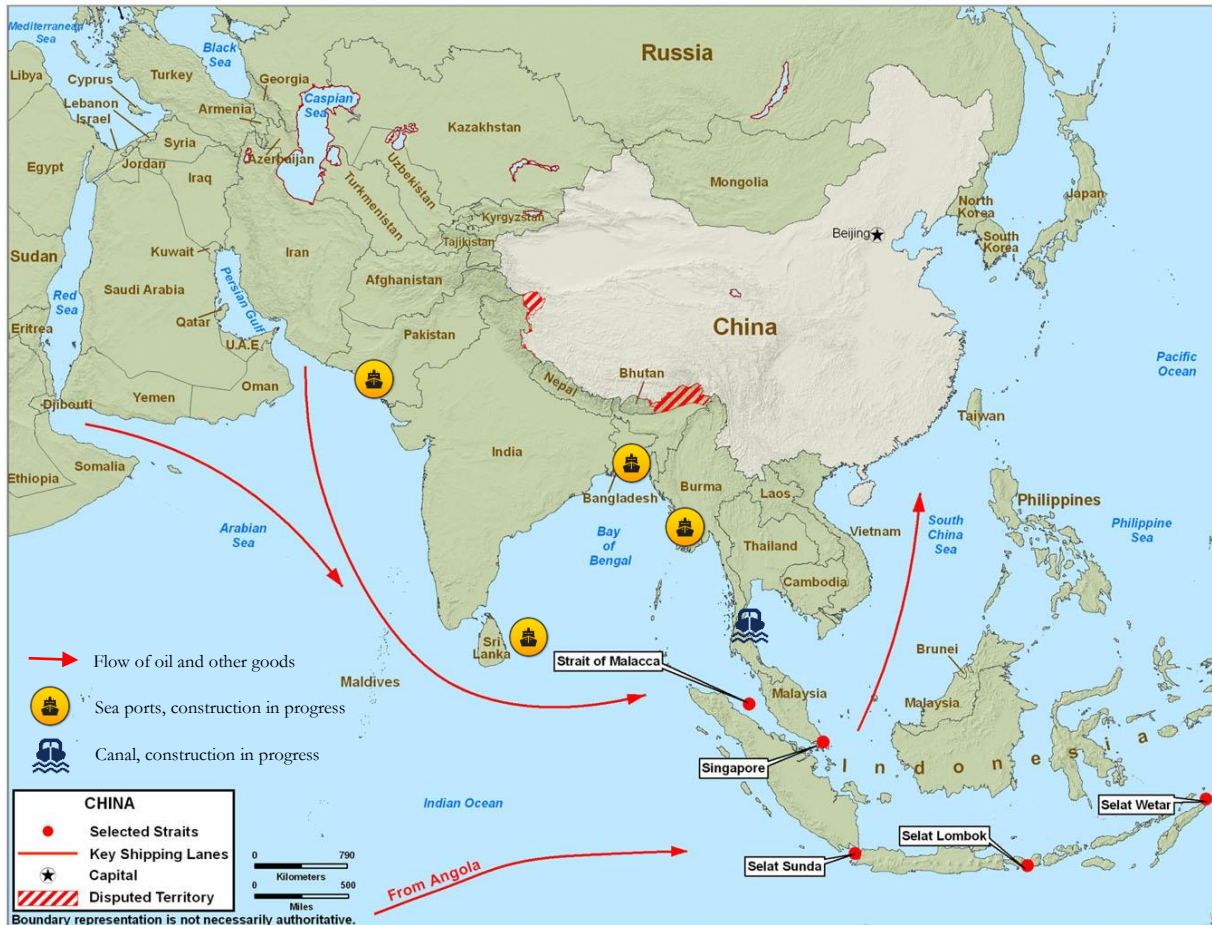 Mediterranean
Sea
Black
Sea
Russia
Libya
Cyprus
Turkey
Georgia
Lebanon
Israel
Armenia
Caspian
Sea
Kazakhstan
Syria
Azerbaijan
Uzbekistan
Egypt
Jordan
Iraq
Turkmenistan
Mongolia
Japan
North
Korea
South
Korea
Kyrgyzstan
Beijing
Tajikistan
Kuwait
Iran
Afghanistan
Sudan
Red
Sea
Saudi Arabia
Persian Gulf
China
Qatar
Pakistan
Eritrea
U.A.E
Pacific
Ocean
Nepal
Bhutan
Oman
Djibouti
Yemen
Taiwan
Ethiopia
Somalia
India
Bangladesh
Burma
Laos
Philippines
Arabian
Sea
Bay
of
Bengal
Thailand
Vietnam
South
China
Sea
Philippine
Sea
Cambodia
Sri
Lanka
Brunei
Strait of Malacca
Flow of oil and other goods
Maldives
Malaysia
Malaysia
Sea ports, construction in progress
Canal, construction in progress
Singapore
Indonesia
CHINA
Selected Straits
Key Shipping Lanes
Capital
Disputed Territory
Indian Ocean
Selat Wetar
Selat Lombok
Selat Sunda
0 790
Kilometers
0 500
Miles
From Angola
Boundary representation is not necessarily authoritative.